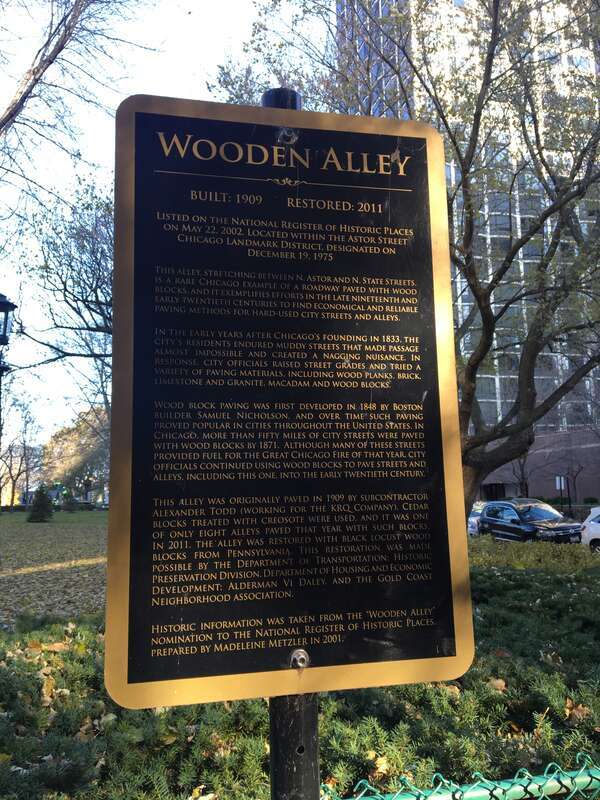 WOODEN ALLEY
BUILT: 1909 RESTORED: 2011
LISTED ON THE NATIONAL REGISTER OF HISTORIC PLACES
ON MAY 22, 2002. LOCATED WITHIN THE ASTOR STREET
CHICAGO LANDMARK DISTRICT, DESIGNATED ON
DECEMBER 19, 1975
THIS ALLEY, STRETCHING BETWEEN N. ASTOR AND N. STATE STREETS,
IS A RARE CHICAGO EXAMPLE OF A ROADWAY PAVED WITH WOOD
BLOCKS, AND IT EXEMPLIFIES EFFORTS IN THE LATE NINETEENTH AND
EARLY TWENTIETH CENTURIES TO FIND ECONOMICAL AND RELIABLE
PAVING METHODS FOR HARD-USED CITY STREETS AND ALLEYS.
IN THE EARLY YEARS AFTER CHICAGO'S FOUNDING IN 1833, THE
CITY'S RESIDENTS ENDURED MUDDY STREETS THAT MADE PASSAGE
ALMOST IMPOSSIBLE AND CREATED A NAGGING NUISANCE. IN
RESPONSE, CITY OFFICIALS RAISED STREET GRADES AND TRIED A
VARIETY OF PAVING MATERIALS, INCLUDING WOOD PLANKS, BRICK,
LIMESTONE AND GRANITE, MACADAM AND WOOD BLOCKS.
WOOD BLOCK PAVING WAS FIRST DEVELOPED IN 1848 BY BOSTON
BUILDER SAMUEL NICHOLSON, AND OVER TIME SUCH PAVING
PROVED POPULAR IN CITIES THROUGHOUT THE UNITED STATES. IN
CHICAGO, MORE THAN FIFTY MILES OF CITY STREETS WERE PAVED
WITH WOOD BLOCKS BY 1871. ALTHOUGH MANY OF THESE STREETS
PROVIDED FUEL FOR THE GREAT CHICAGO FIRE OF THAT YEAR, CITY
OFFICIALS CONTINUED USING WOOD BLOCKS TO PAVE STREETS AND
ALLEYS, INCLUDING THIS ONE, INTO THE EARLY TWENTIETH CENTURY.
THIS ALLEY WAS ORIGINALLY PAVED IN 1909 BY SUBCONTRACTOR
ALEXANDER TODD (WORKING FOR THE KRQ COMPANY). CEDAR
BLOCKS TREATED WITH CREOSOTE WERE USED, AND IT WAS ONE
OF ONLY EIGHT ALLEYS PAVED THAT YEAR WITH SUCH BLOCKS.
IN 2011, THE ALLEY WAS RESTORED WITH BLACK LOCUST WOOD
BLOCKS FROM PENNSYLVANIA. THIS RESTORATION WAS MADE
POSSIBLE BY THE DEPARTMENT OF TRANSPORTATION; HISTORIC
PRESERVATION DIVISION, DEPARTMENT OF HOUSING AND ECONOMIC
DEVELOPMENT; ALDERMAN VI DALEY, AND THE GOLD COAST
NEIGHBORHOOD ASSOCIATION.
HISTORIC INFORMATION WAS TAKEN FROM THE "WOODEN ALLEY"
NOMINATION TO THE NATIONAL REGISTER OF HISTORIC PLACES,
PREPARED BY MADELEINE METZLER IN 2001.